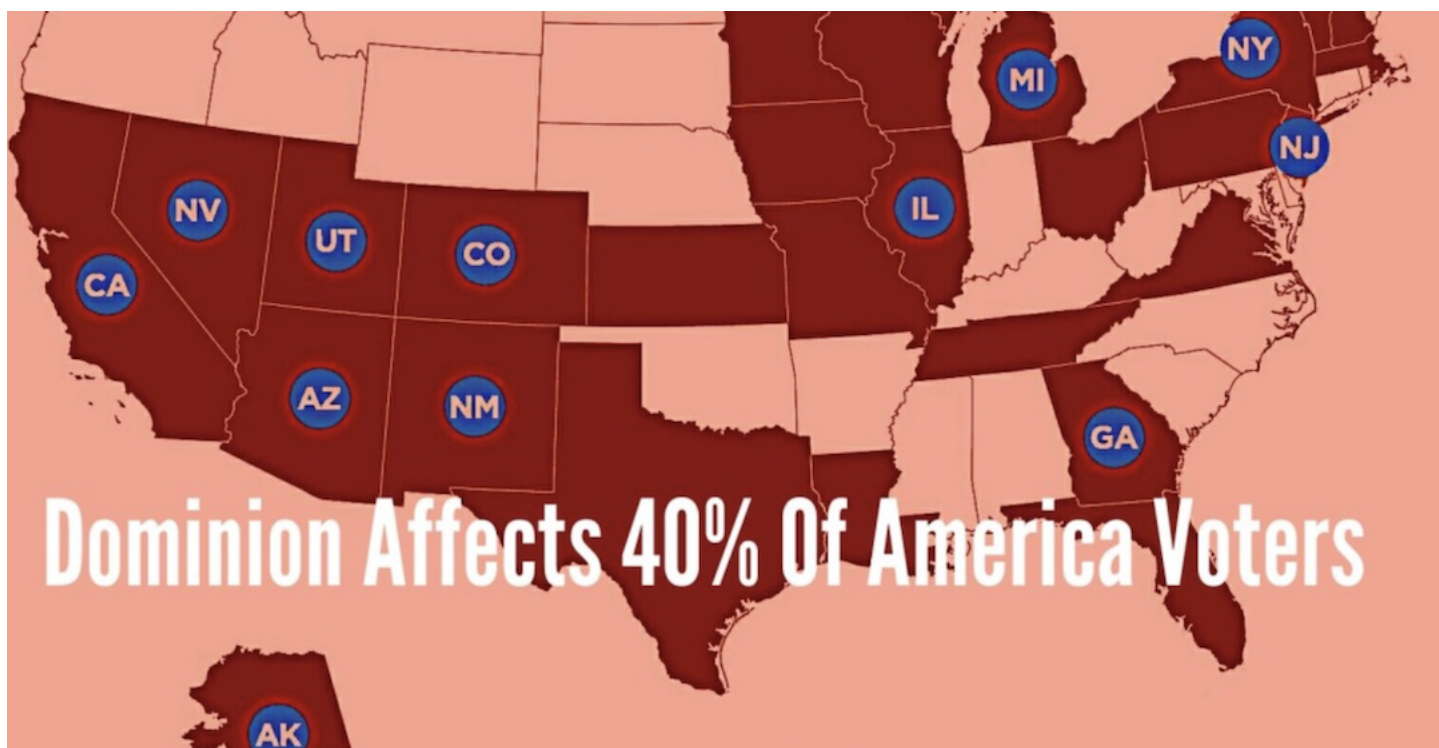 NY
MI
NJ
NV
IL
UT
CO
CA
AZ
NM
GA
Dominion Affects 40% Of America Voters
AK